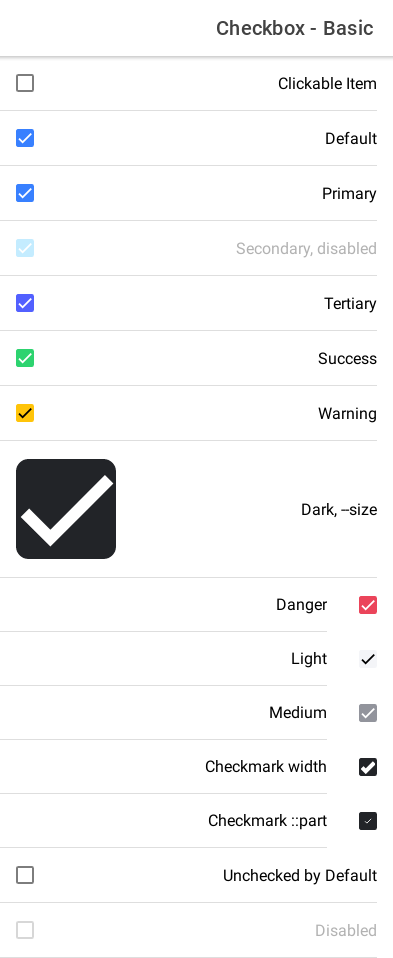 Checkbox - Basic
Clickable Item
Default
Primary
Secondary, disabled
Tertiary
Success
Warning
Dark, --size
Danger
Light
Medium
Checkmark width
Checkmark ::part
Unchecked by Default
Disabled